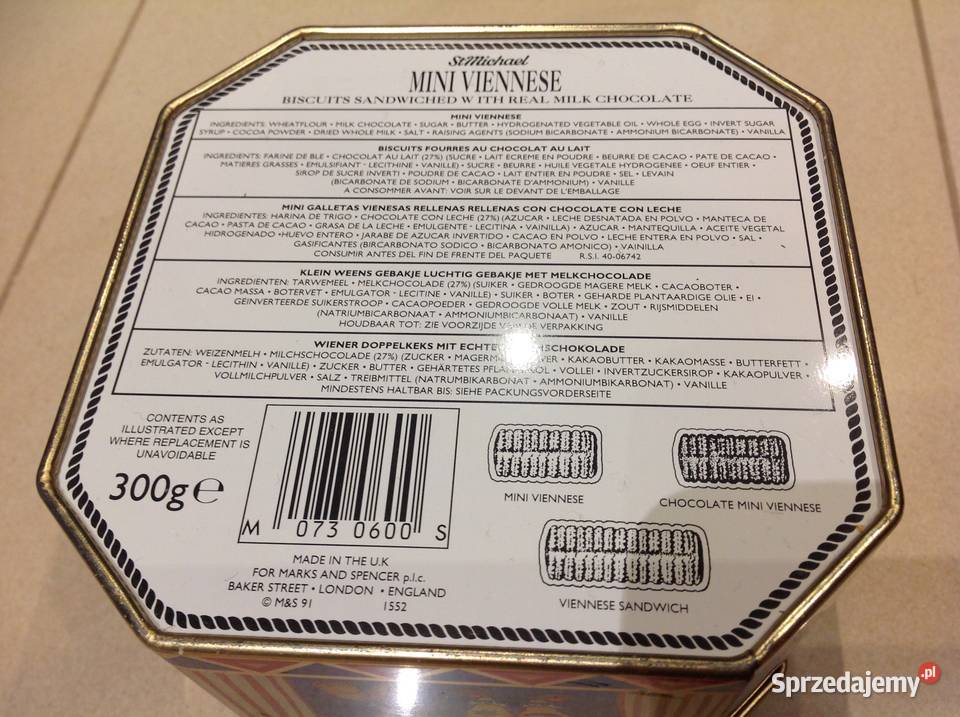 StMichael
MINI VIENNESE
BISCUITS SANDWICHED WITH REAL MILK CHOCOLATE
MINI VIENNESE
INGREDIENTS: WHEATFLOUR • MILK CHOCOLATE • SUGAR • BUTTER • HYDROGENATED VEGETABLE OIL • WHOLE EGG • INVERT SUGAR
SYRUP • COCOA POWDER • DRIED WHOLE MILK • SALT • RAISING AGENTS (SODIUM BICARBONATE • AMMONIUM BICARBONATE) • VANILLA
BISCUITS FOURRES AU CHOCOLAT AU LAIT
INGREDIENTS: FARINE DE BLE • CHOCOLAT AU LAIT (27%) (SUCRE • LAIT ECREME EN POUDRE • BEURRE DE CACAO • PATE DE CACAO •
MATIERES GRASSES • EMULSIFIANT - LECITHINE • VANILLE) • SUCRE • BEURRE • HUILE VEGETALE HYDROGENEE • OEUF ENTIER •
SIROP DE SUCRE INVERTI • POUDRE DE CACAO • LAIT ENTIER EN POUDRE • SEL • LEVAIN
(BICARBONATE DE SODIUM • BICARBONATE D'AMMONIUM) • VANILLE
A CONSOMMER AVANT: VOIR SUR LE DEVANT DE L'EMBALLAGE
MINI GALLETAS VIENESAS RELLENAS RELLENAS CON CHOCOLATE CON LECHE
INGREDIENTES: HARINA DE TRIGO • CHOCOLATE CON LECHE (27%) (AZUCAR • LECHE DESNATADA EN POLVO • MANTECA DE
CACAO • PASTA DE CACAO • GRASA DE LA LECHE • EMULGENTE - LECITINA • VAINILLA) • AZUCAR • MANTEQUILLA • ACEITE VEGETAL
HIDROGENADO •HUEVO ENTERO • JARABE DE AZUCAR INVERTIDO • CACAO EN POLVO • LECHE ENTERA EN POLVO • SAL •
GASIFICANTES (BIRCARBONATO SODICO • BICARBONATO AMONICO) • VAINILLA
CONSUMIR ANTES DEL FIN DE FRENTE DEL PAQUETE R.S.I. 40-06742
KLEIN WEENS GEBAKJE LUCHTIG GEBAKJE MET MELKCHOCOLADE
INGREDIENTEN: TARWEMEEL • MELKCHOCOLADE (27%) (SUIKER • GEDROOGDE MAGERE MELK • CACAOBOTER •
CACAO MASSA • BOTERVET • EMULGATOR - LECITINE • VANILLE) • SUIKER • BOTER • GEHARDE PLANTAARDIGE OLIE • EI •
GEINVERTEERDE SUIKERSTROOP • CACAOPOEDER • GEDROOGDE VOLLE MELK • ZOUT • RIJSMIDDELEN
(NATRIUMBICARBONAAT • AMMONIUMBICARBONAAT) • VANILLE
HOUDBAAR TOT: ZIE VOORZIJDE VAN DE VERPAKKING
WIENER DOPPELKEKS MIT
ZUTATEN: WEIZENMELH • MILCHSCHOCOLADE (27%) (ZUCKER • • KAKAOBUTTER • KAKAOMASSE • BUTTERFETT •
EMULGATOR - LECITHIN • VANILLE) • ZUCKER • BUTTER • GEHÄRTETES • VOLLEI • INVERTZUCKERSIROP • KAKAOPULVER •
VOLLMILCHPULVER • SALZ • TREIBMITTEL (NATRUMBIKARBONAT • AMMONIUMBIKARBONAT) • VANILLE
MINDESTENS HALTBAR BIS: SIEHE PACKUNGSVORDERSEITE
CONTENTS AS
ILLUSTRATED EXCEPT
WHERE REPLACEMENT IS
UNAVOIDABLE
300g e
M 073 0600 S
MINI VIENNESE
CHOCOLATE MINI VIENNESE
VIENNESE SANDWICH
MADE IN THE U.K
FOR MARKS AND SPENCER p.l.c.
BAKER STREET • LONDON • ENGLAND
© M&S 91 1552
Sprzedajemy.pl